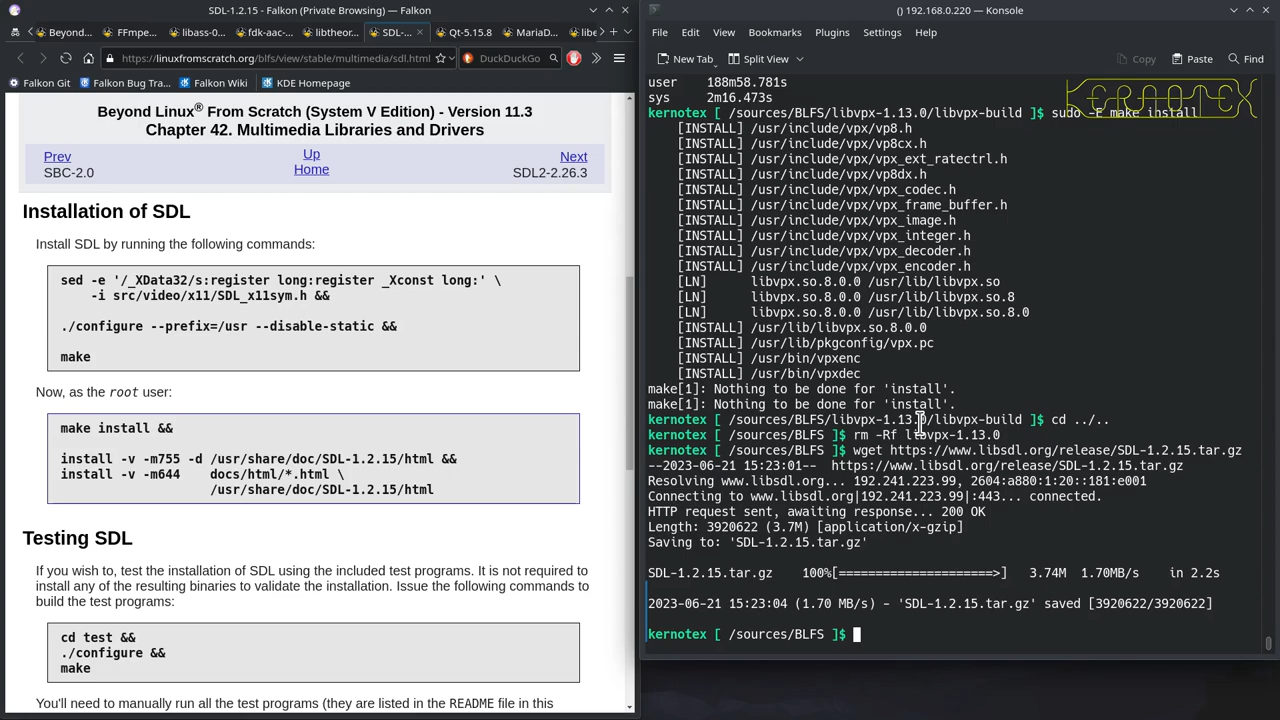 SDL-1.2.15 - Falkon (Private Browsing) — Falkon
Beyond...
FFmpe...
libass-0...
fdk-aac-...
libtheor...
SDL-...
Qt-5.15.8
MariaD...
libe
https://www.linuxfromscratch.org/blfs/view/stable/multimedia/sdl.html
DuckDuckGo
Falkon Git
Falkon Bug Tra...
Falkon Wiki
KDE Homepage
Beyond Linux® From Scratch (System V Edition) - Version 11.3
Chapter 42. Multimedia Libraries and Drivers
Prev
Up
Next
SBC-2.0
Home
SDL2-2.26.3
Installation of SDL
Install SDL by running the following commands:
sed -e '/_XData32/s:register long:register _Xconst long:' \
-i src/video/x11/SDL_x11sym.h &&
./configure --prefix=/usr --disable-static &&
make
Now, as the root user:
make install &&
install -v -m755 -d /usr/share/doc/SDL-1.2.15/html &&
install -v -m644    docs/html/*.html \
/usr/share/doc/SDL-1.2.15/html
Testing SDL
If you wish, to test the installation of SDL using the included test programs. It is not required to
install any of the resulting binaries to validate the installation. Issue the following commands to
build the test programs:
cd test &&
./configure &&
make
You'll need to manually run all the test programs (they are listed in the README file in this
() 192.168.0.220 — Konsole
File Edit View Bookmarks Plugins Settings Help
New Tab
Split View
Copy
Paste
Find
KERNOTEX
user    188m58.781s
sys     2m16.473s
kernotex [ /sources/BLFS/libvpx-1.13.0/libvpx-build ]$ sudo -E make install
[INSTALL] /usr/include/vpx/vp8.h
[INSTALL] /usr/include/vpx/vp8cx.h
[INSTALL] /usr/include/vpx/vpx_ext_ratectrl.h
[INSTALL] /usr/include/vpx/vp8dx.h
[INSTALL] /usr/include/vpx/vpx_codec.h
[INSTALL] /usr/include/vpx/vpx_frame_buffer.h
[INSTALL] /usr/include/vpx/vpx_image.h
[INSTALL] /usr/include/vpx/vpx_integer.h
[INSTALL] /usr/include/vpx/vpx_decoder.h
[INSTALL] /usr/include/vpx/vpx_encoder.h
[LN]      libvpx.so.8.0.0 /usr/lib/libvpx.so
[LN]      libvpx.so.8.0.0 /usr/lib/libvpx.so.8
[LN]      libvpx.so.8.0.0 /usr/lib/libvpx.so.8.0
[INSTALL] /usr/lib/libvpx.so.8.0.0
[INSTALL] /usr/lib/pkgconfig/vpx.pc
[INSTALL] /usr/bin/vpxenc
[INSTALL] /usr/bin/vpxdec
make[1]: Nothing to be done for 'install'.
make[1]: Nothing to be done for 'install'.
kernotex [ /sources/BLFS/libvpx-1.13.0/libvpx-build ]$ cd ../..
kernotex [ /sources/BLFS ]$ rm -Rf libvpx-1.13.0
kernotex [ /sources/BLFS ]$ wget https://www.libsdl.org/release/SDL-1.2.15.tar.gz
--2023-06-21 15:23:01--  https://www.libsdl.org/release/SDL-1.2.15.tar.gz
Resolving www.libsdl.org... 192.241.223.99, 2604:a880:1:20::181:e001
Connecting to www.libsdl.org|192.241.223.99|:443... connected.
HTTP request sent, awaiting response... 200 OK
Length: 3920622 (3.7M) [application/x-gzip]
Saving to: 'SDL-1.2.15.tar.gz'
SDL-1.2.15.tar.gz    100%[=====================>]   3.74M  1.70MB/s    in 2.2s
2023-06-21 15:23:04 (1.70 MB/s) - 'SDL-1.2.15.tar.gz' saved [3920622/3920622]
kernotex [ /sources/BLFS ]$